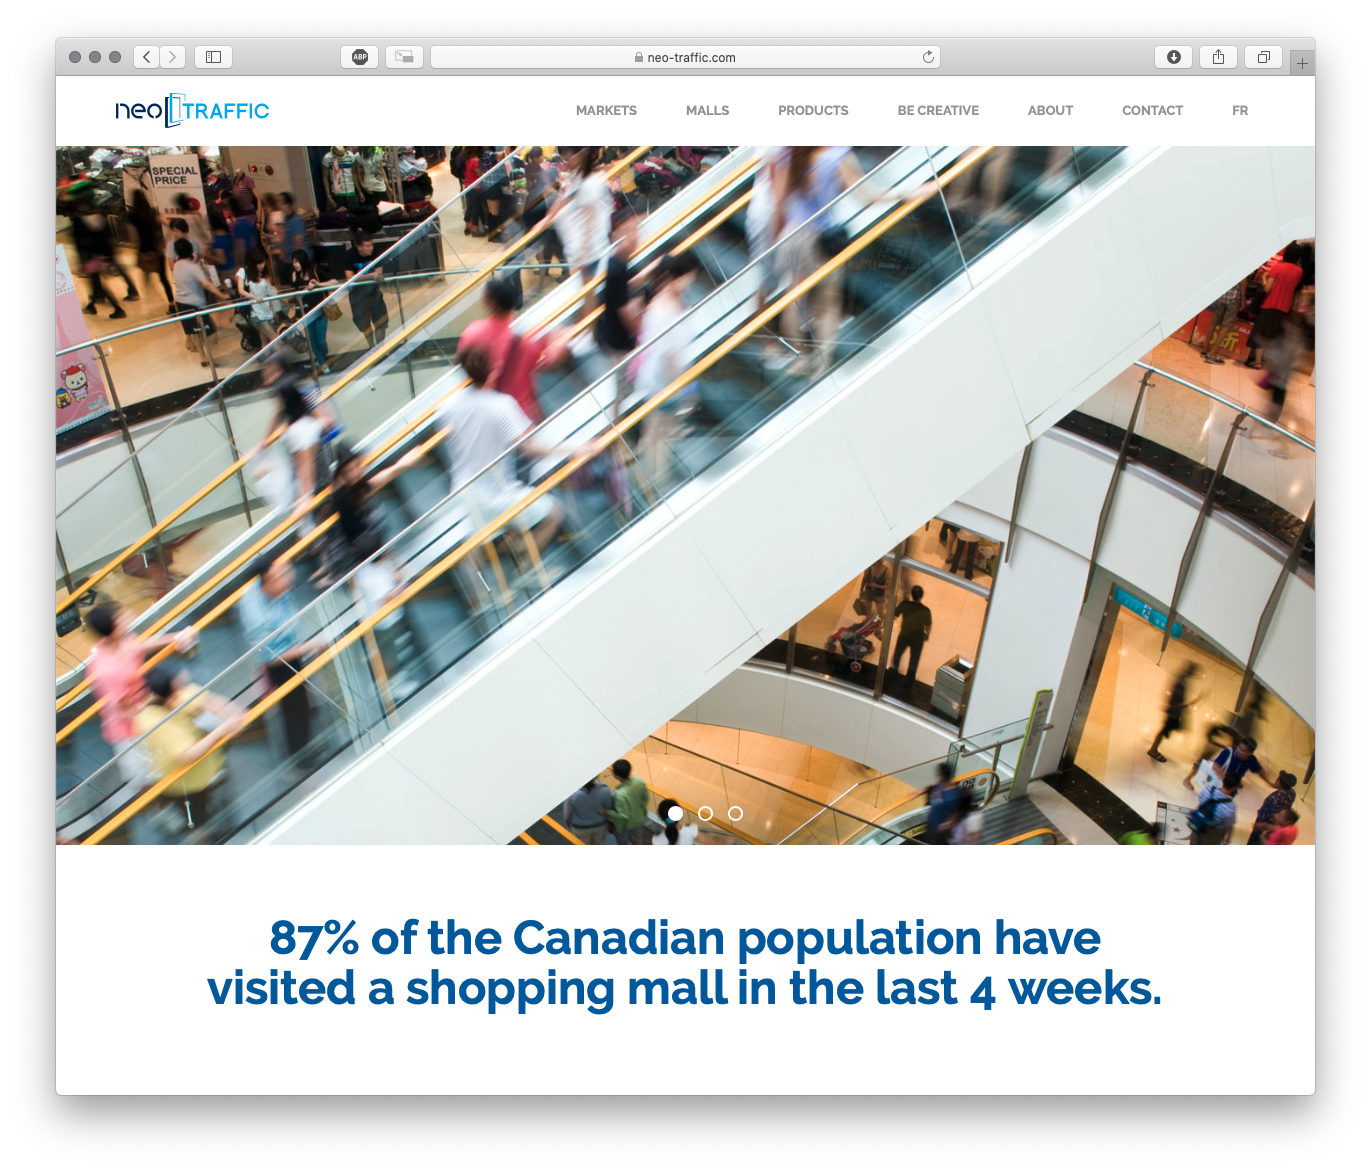 ABP
neo-traffic.com
neo TRAFFIC
MARKETS
MALLS
PRODUCTS
BE CREATIVE
ABOUT
CONTACT
FR
SPECIAL
PRICE
87% of the Canadian population have
visited a shopping mall in the last 4 weeks.